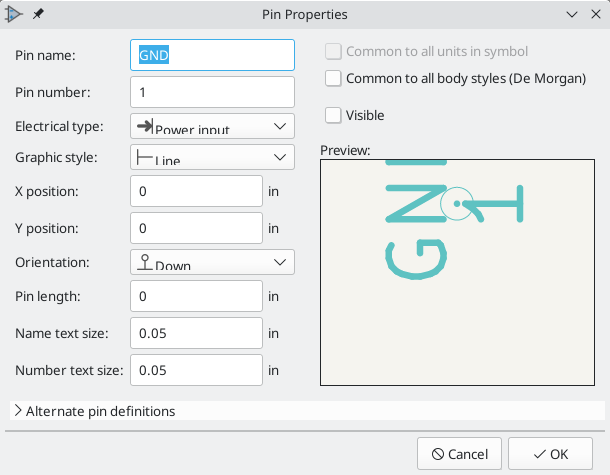 Pin Properties
Pin name: GND
Common to all units in symbol
Common to all body styles (De Morgan)
Pin number: 1
Visible
Electrical type: Power input
Graphic style: Line
Preview:
X position: 0 in
Y position: 0 in
Orientation: Down
Pin length: 0 in
Name text size: 0.05 in
Number text size: 0.05 in
GND
1
Alternate pin definitions
Cancel
OK